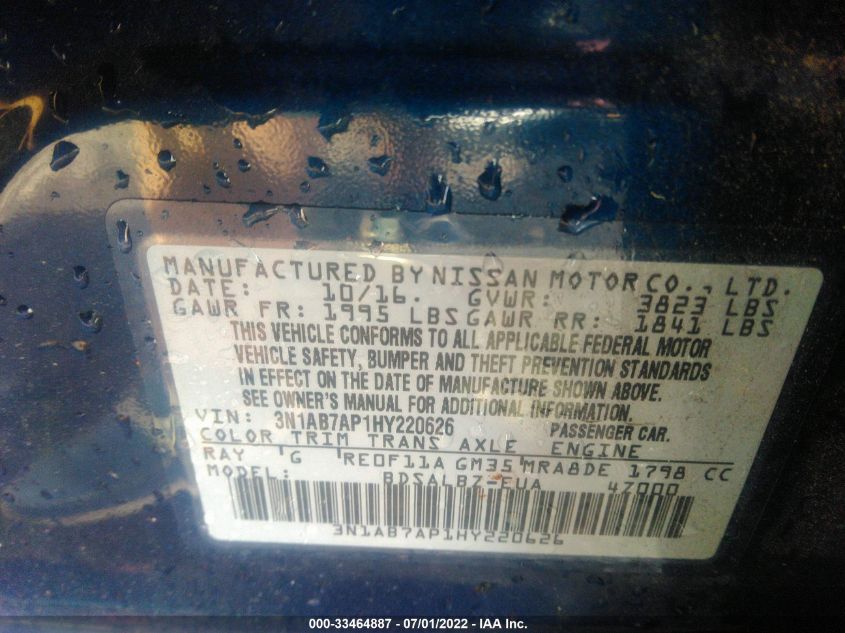 MANUFACTURED BY NISSAN MOTOR CO., LTD.
DATE: 10/16. GVWR: 3823 LBS
GAWR FR: 1995 LBS GAWR RR: 1841 LBS
THIS VEHICLE CONFORMS TO ALL APPLICABLE FEDERAL MOTOR
VEHICLE SAFETY, BUMPER AND THEFT PREVENTION STANDARDS
IN EFFECT ON THE DATE OF MANUFACTURE SHOWN ABOVE.
SEE OWNER'S MANUAL FOR ADDITIONAL INFORMATION.
VIN: 3N1AB7AP1HY220626 PASSENGER CAR.
COLOR TRIM TRANS AXLE ENGINE
RAY G RE0F11A GM35 MRA8DE 1798 CC
MODEL: BDSALBZ-EUA 4Z000
3N1AB7AP1HY220626
000-33464887 - 07/01/2022 - IAA Inc.